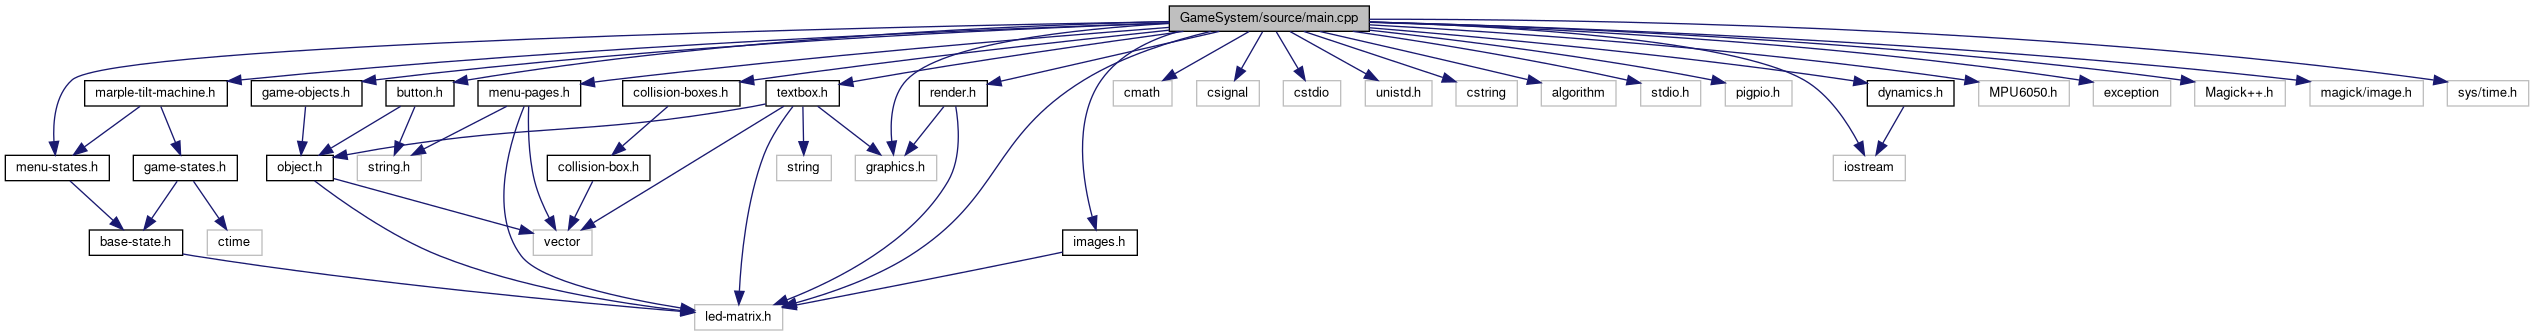 GameSystem/source/main.cpp
marple-tilt-machine.h
game-objects.h
button.h
menu-pages.h
collision-boxes.h
textbox.h
render.h
cmath
csignal
cstdio
unistd.h
cstring
algorithm
stdio.h
pigpio.h
dynamics.h
MPU6050.h
exception
Magick++.h
magick/image.h
sys/time.h
menu-states.h
game-states.h
object.h
string.h
collision-box.h
string
graphics.h
iostream
base-state.h
ctime
vector
images.h
led-matrix.h